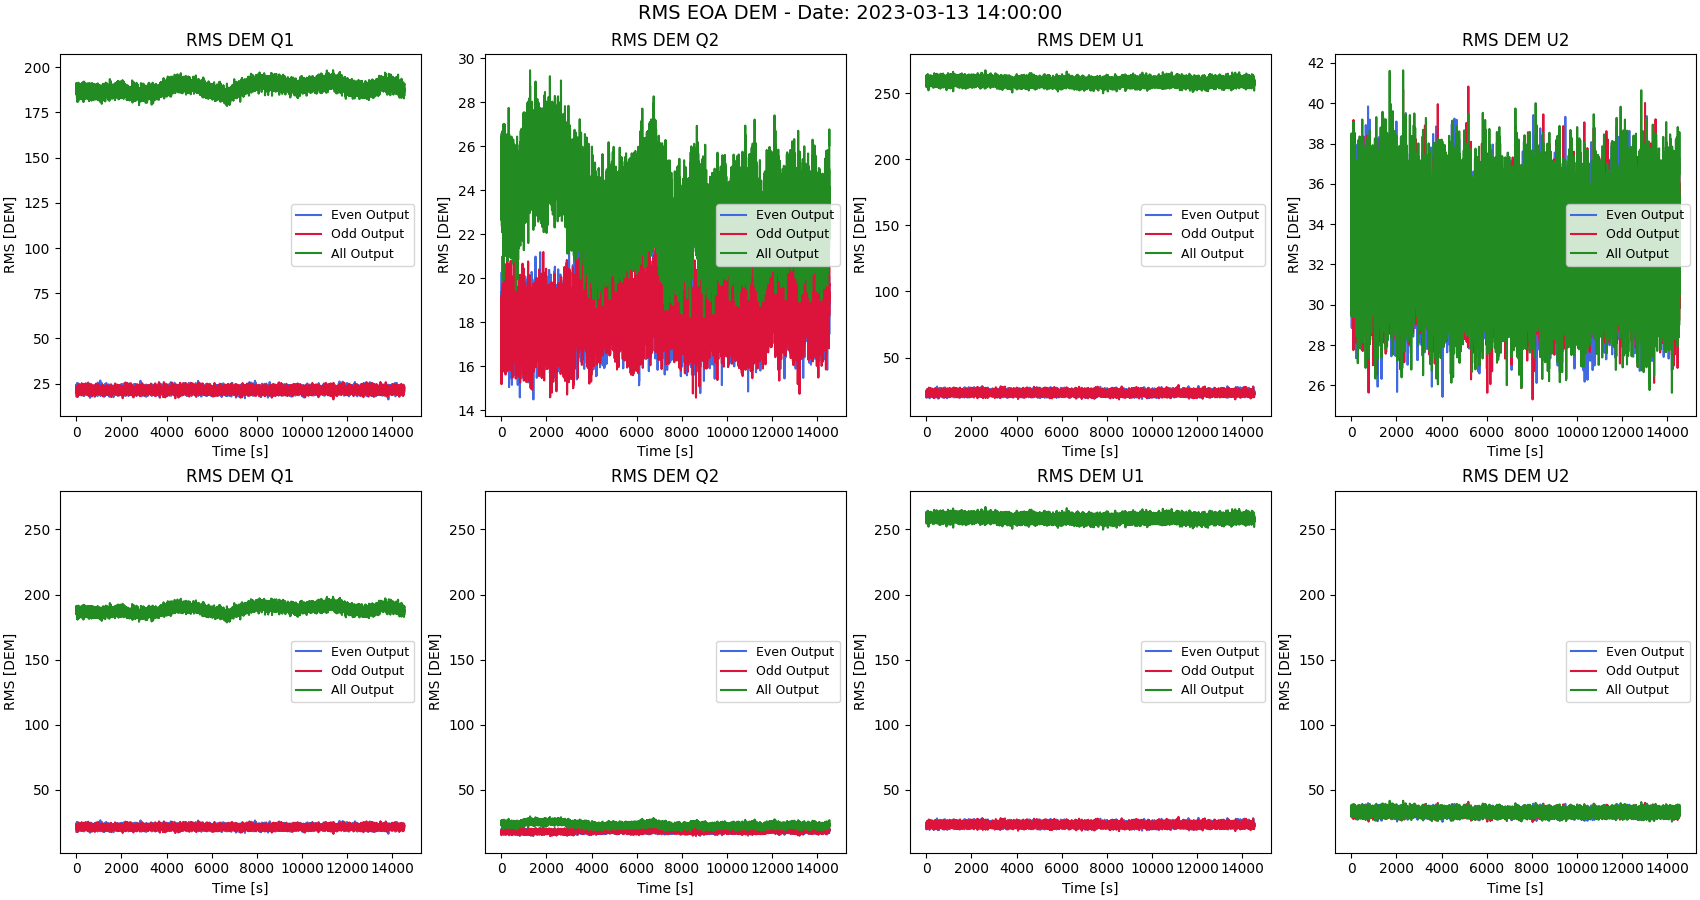 RMS EOA DEM - Date: 2023-03-13 14:00:00
RMS DEM Q1
RMS [DEM]
200
175
150
125
100
75
50
25
0 2000 4000 6000 8000 10000 12000 14000
Time [s]
Even Output
Odd Output
All Output
RMS DEM Q2
RMS [DEM]
30
28
26
24
22
20
18
16
14
0 2000 4000 6000 8000 10000 12000 14000
Time [s]
Even Output
Odd Output
All Output
RMS DEM U1
RMS [DEM]
250
200
150
100
50
0 2000 4000 6000 8000 10000 12000 14000
Time [s]
Even Output
Odd Output
All Output
RMS DEM U2
RMS [DEM]
42
40
38
36
34
32
30
28
26
0 2000 4000 6000 8000 10000 12000 14000
Time [s]
Even Output
Odd Output
All Output
RMS DEM Q1
RMS [DEM]
250
200
150
100
50
0 2000 4000 6000 8000 10000 12000 14000
Time [s]
Even Output
Odd Output
All Output
RMS DEM Q2
RMS [DEM]
250
200
150
100
50
0 2000 4000 6000 8000 10000 12000 14000
Time [s]
Even Output
Odd Output
All Output
RMS DEM U1
RMS [DEM]
250
200
150
100
50
0 2000 4000 6000 8000 10000 12000 14000
Time [s]
Even Output
Odd Output
All Output
RMS DEM U2
RMS [DEM]
250
200
150
100
50
0 2000 4000 6000 8000 10000 12000 14000
Time [s]
Even Output
Odd Output
All Output